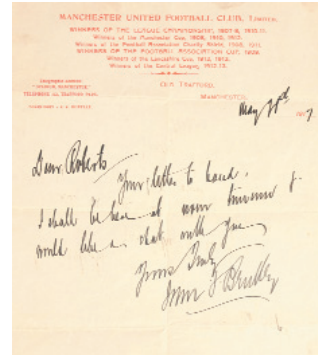 MANCHESTER UNITED FOOTBALL CLUB, LIMITED.
WINNERS OF THE LEAGUE CHAMPIONSHIP, 1907-8, 1910-11.
Winners of the Manchester Cup, 1908, 1910, 1913.
Winners of the Football Association Charity Shield, 1908, 1911.
WINNERS OF THE FOOTBALL ASSOCIATION CUP, 1909.
Winners of the Lancashire Cup, 1913, 1913.
Winners of the Central League, 1912-13.
OLD TRAFFORD,
MANCHESTER,
May 191
Dear Roberts
Your letter to hand.
I shall be here at noon tomorrow &
would like a chat with you
Yours Truly